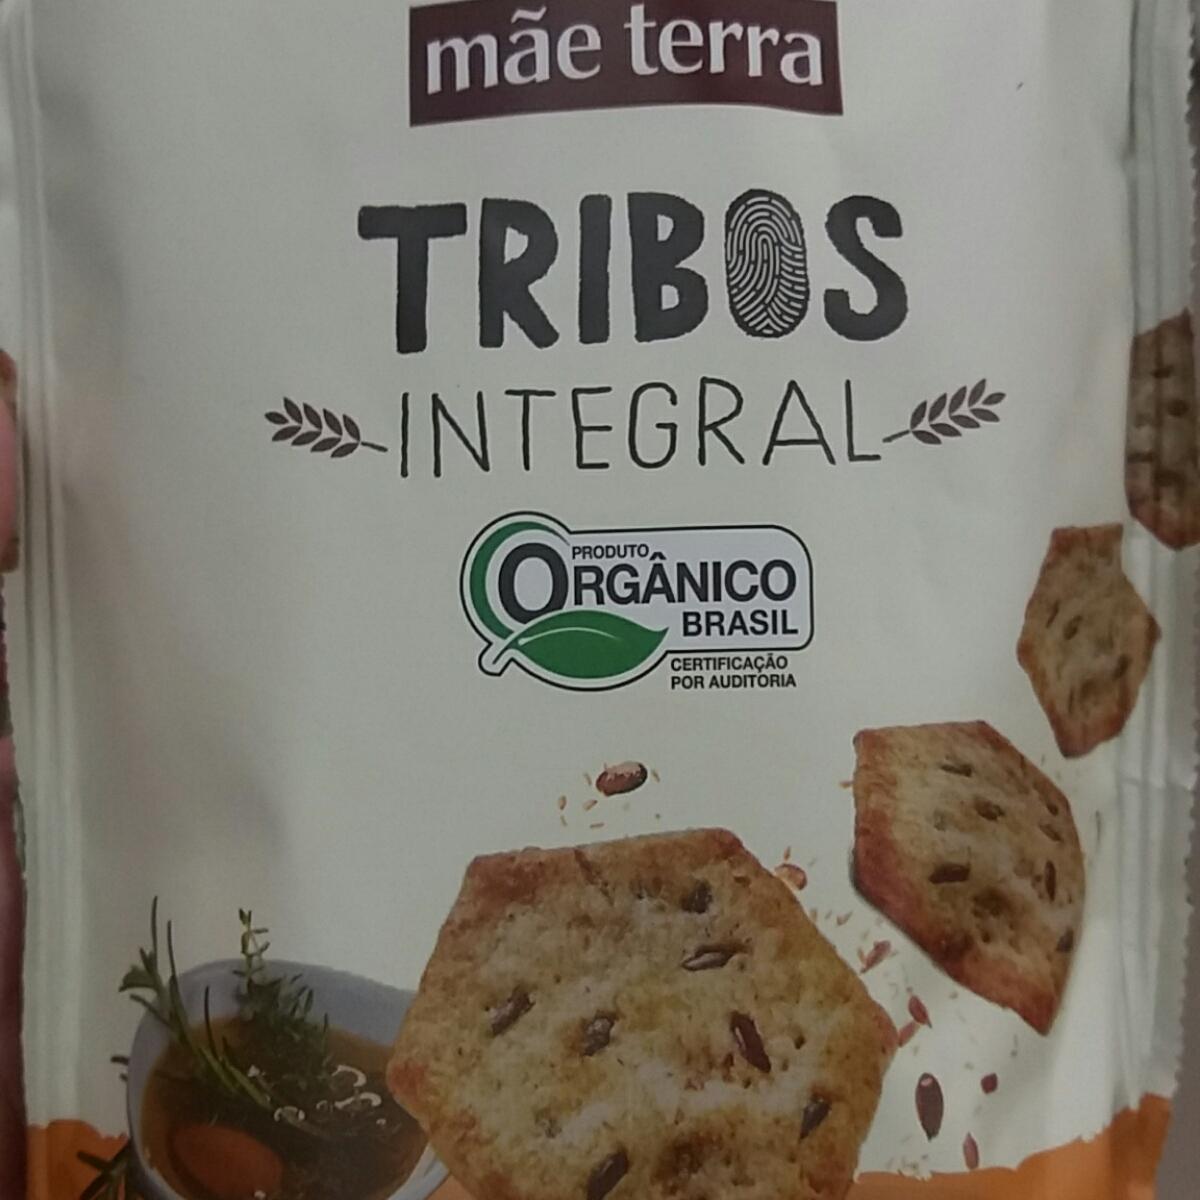 mãe terra
TRIBOS
INTEGRAL
PRODUTO
ORGÂNICO
BRASIL
CERTIFICAÇÃO
POR AUDITORIA